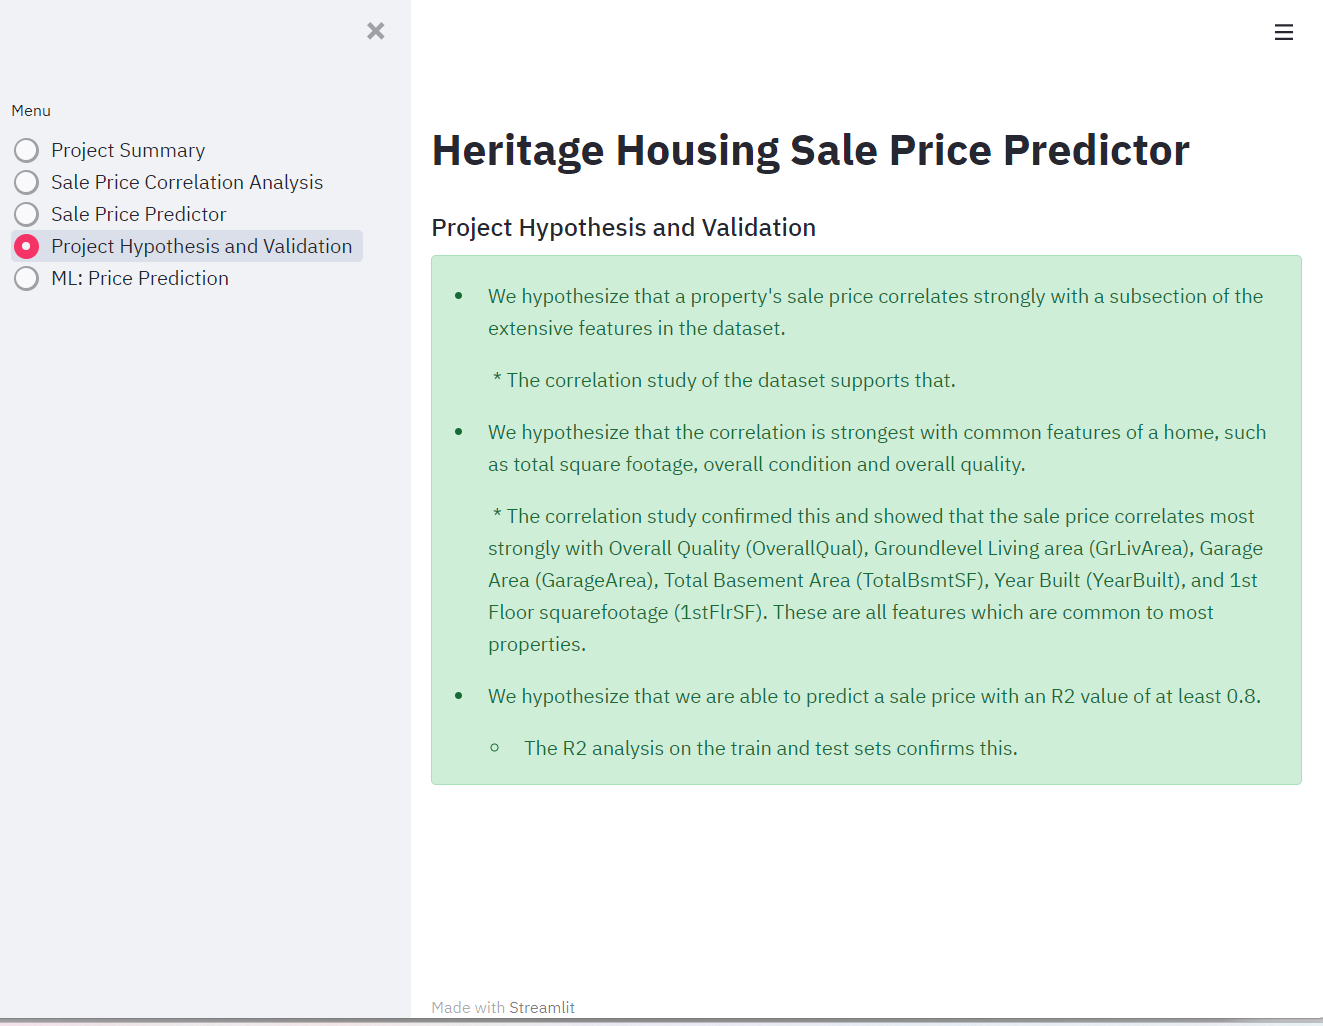 Menu
Project Summary
Sale Price Correlation Analysis
Sale Price Predictor
Project Hypothesis and Validation
ML: Price Prediction
Heritage Housing Sale Price Predictor
Project Hypothesis and Validation
• We hypothesize that a property's sale price correlates strongly with a subsection of the
extensive features in the dataset.
* The correlation study of the dataset supports that.
• We hypothesize that the correlation is strongest with common features of a home, such
as total square footage, overall condition and overall quality.
* The correlation study confirmed this and showed that the sale price correlates most
strongly with Overall Quality (OverallQual), Groundlevel Living area (GrLivArea), Garage
Area (GarageArea), Total Basement Area (TotalBsmtSF), Year Built (YearBuilt), and 1st
Floor squarefootage (1stFlrSF). These are all features which are common to most
properties.
• We hypothesize that we are able to predict a sale price with an R2 value of at least 0.8.
◦ The R2 analysis on the train and test sets confirms this.
Made with Streamlit